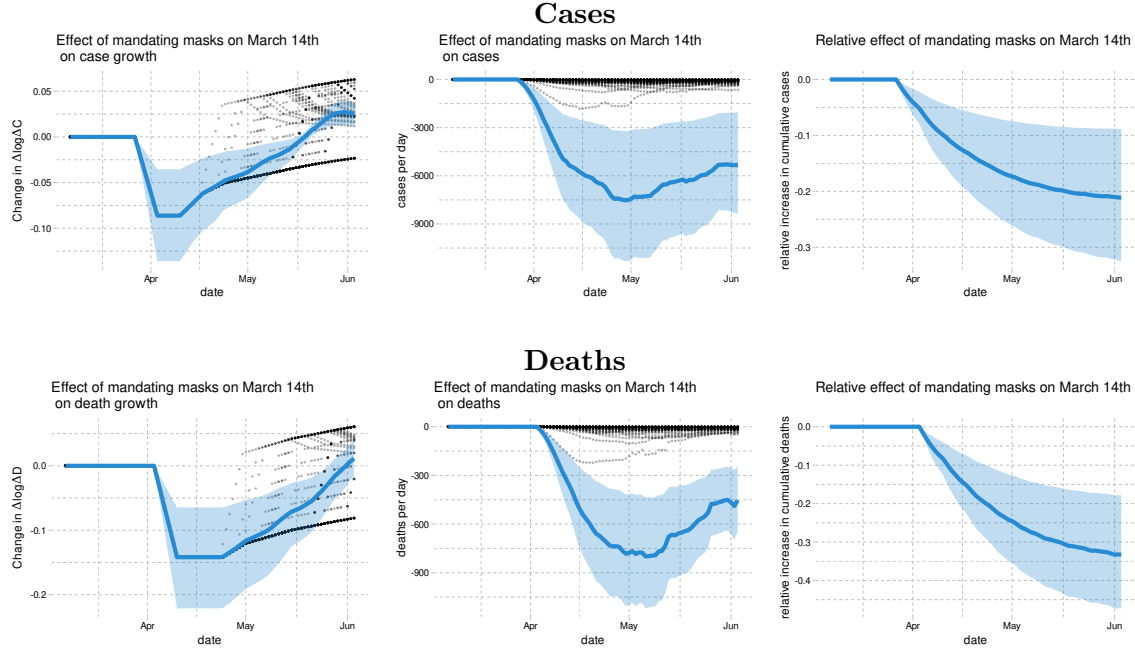 Cases
Effect of mandating masks on March 14th
on case growth
Change in ΔlogΔC
0.05
0.00
-0.05
-0.10
Apr
May
Jun
date
Effect of mandating masks on March 14th
on cases
cases per day
0
-3000
-6000
-9000
Apr
May
Jun
date
Relative effect of mandating masks on March 14th
relative increase in cumulative cases
0.0
-0.1
-0.2
-0.3
Apr
May
Jun
date
Deaths
Effect of mandating masks on March 14th
on death growth
Change in ΔlogΔD
0.0
-0.1
-0.2
Apr
May
Jun
date
Effect of mandating masks on March 14th
on deaths
deaths per day
0
-300
-600
-900
Apr
May
Jun
date
Relative effect of mandating masks on March 14th
relative increase in cumulative deaths
0.0
-0.1
-0.2
-0.3
-0.4
Apr
May
Jun
date